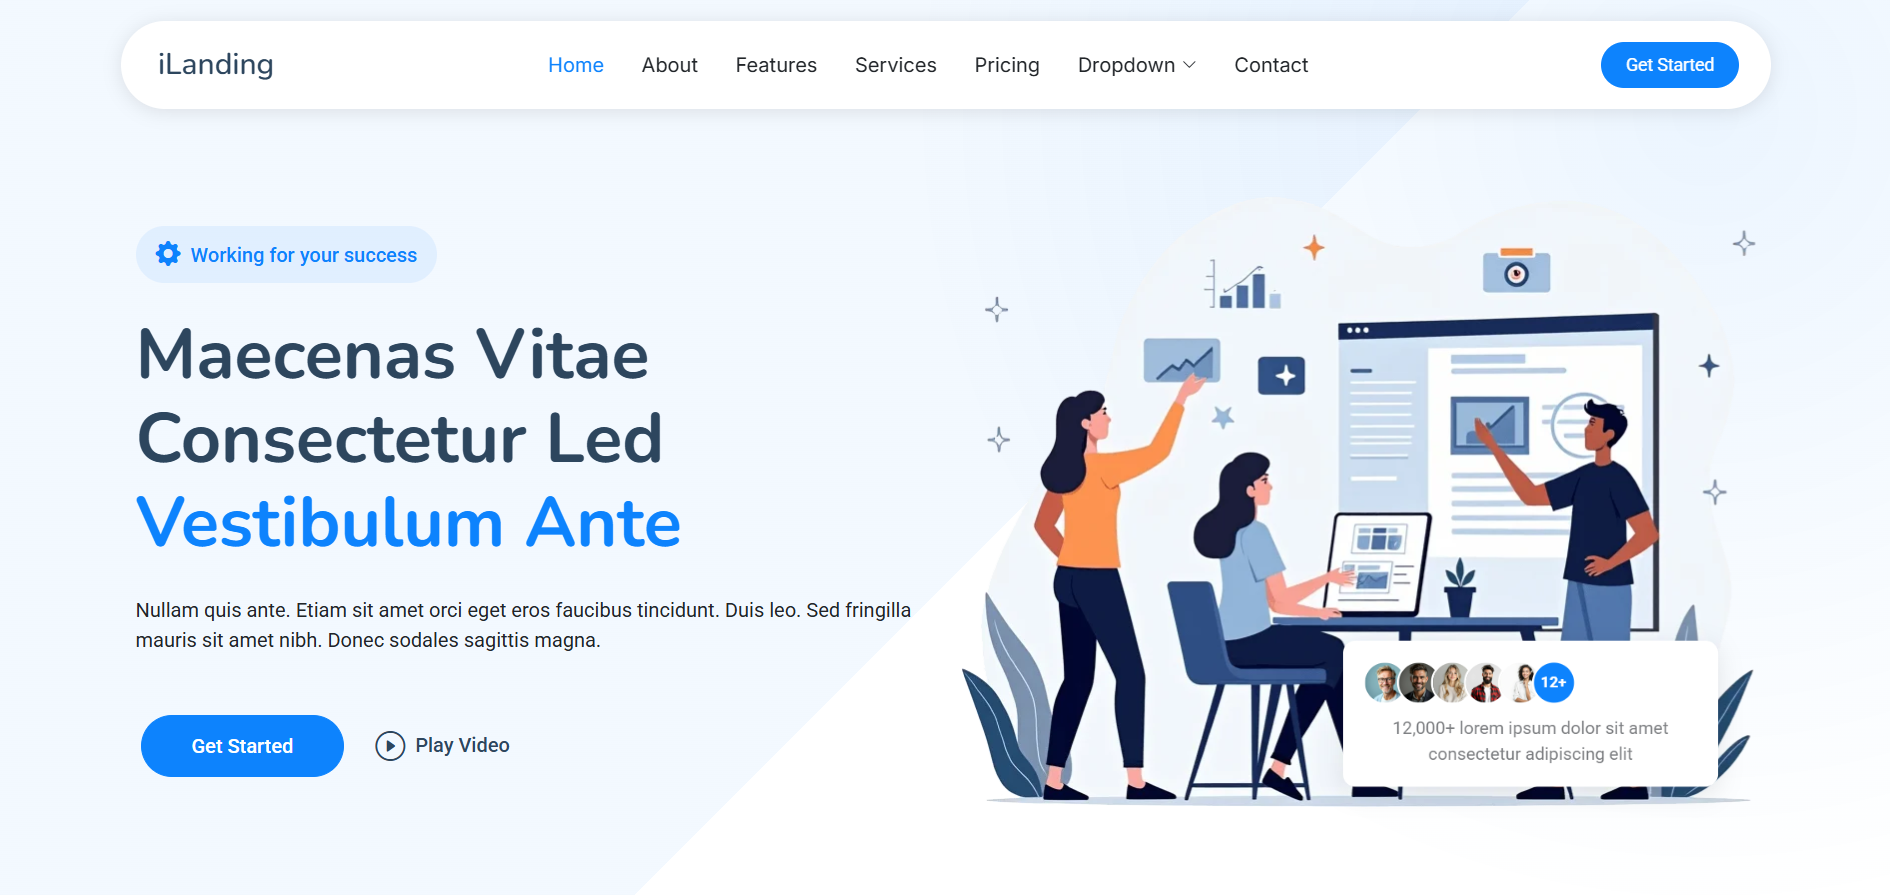 iLanding
Home About Features Services Pricing Dropdown Contact
Get Started
Working for your success
Maecenas Vitae
Consectetur Led
Vestibulum Ante
Nullam quis ante. Etiam sit amet orci eget eros faucibus tincidunt. Duis leo. Sed fringilla
mauris sit amet nibh. Donec sodales sagittis magna.
Get Started
Play Video
12+
12,000+ lorem ipsum dolor sit amet
consectetur adipiscing elit